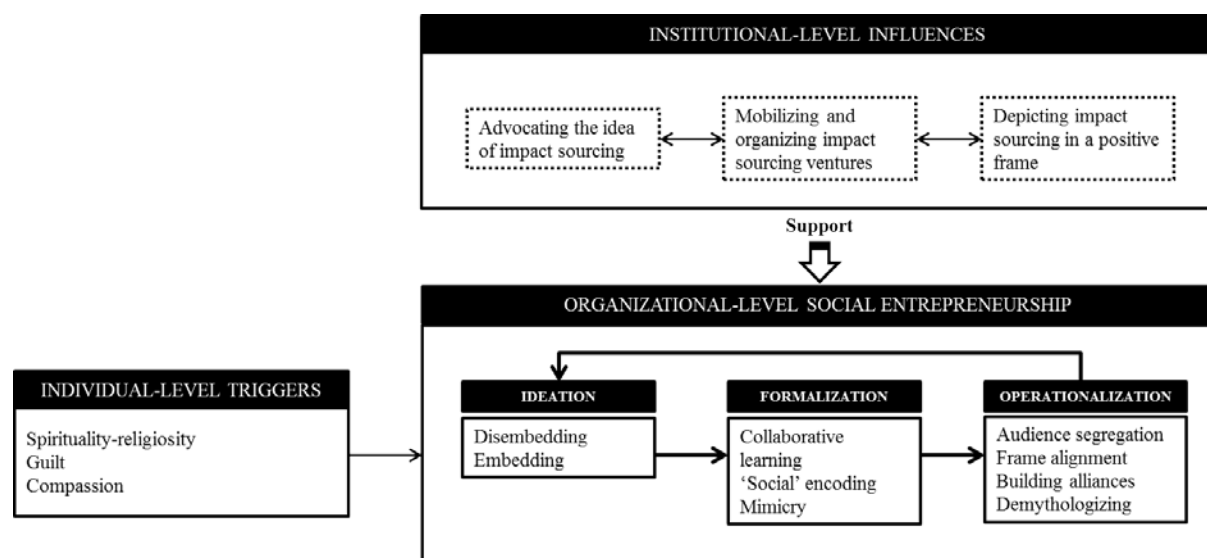 INSTITUTIONAL-LEVEL INFLUENCES
Advocating the idea
of impact sourcing
Mobilizing and
organizing impact
sourcing ventures
Depicting impact
sourcing in a positive
frame
Support
ORGANIZATIONAL-LEVEL SOCIAL ENTREPRENEURSHIP
INDIVIDUAL-LEVEL TRIGGERS
Spirituality-religiosity
Guilt
Compassion
IDEATION
Disembedding
Embedding
FORMALIZATION
Collaborative
learning
‘Social’ encoding
Mimicry
OPERATIONALIZATION
Audience segregation
Frame alignment
Building alliances
Demythologizing